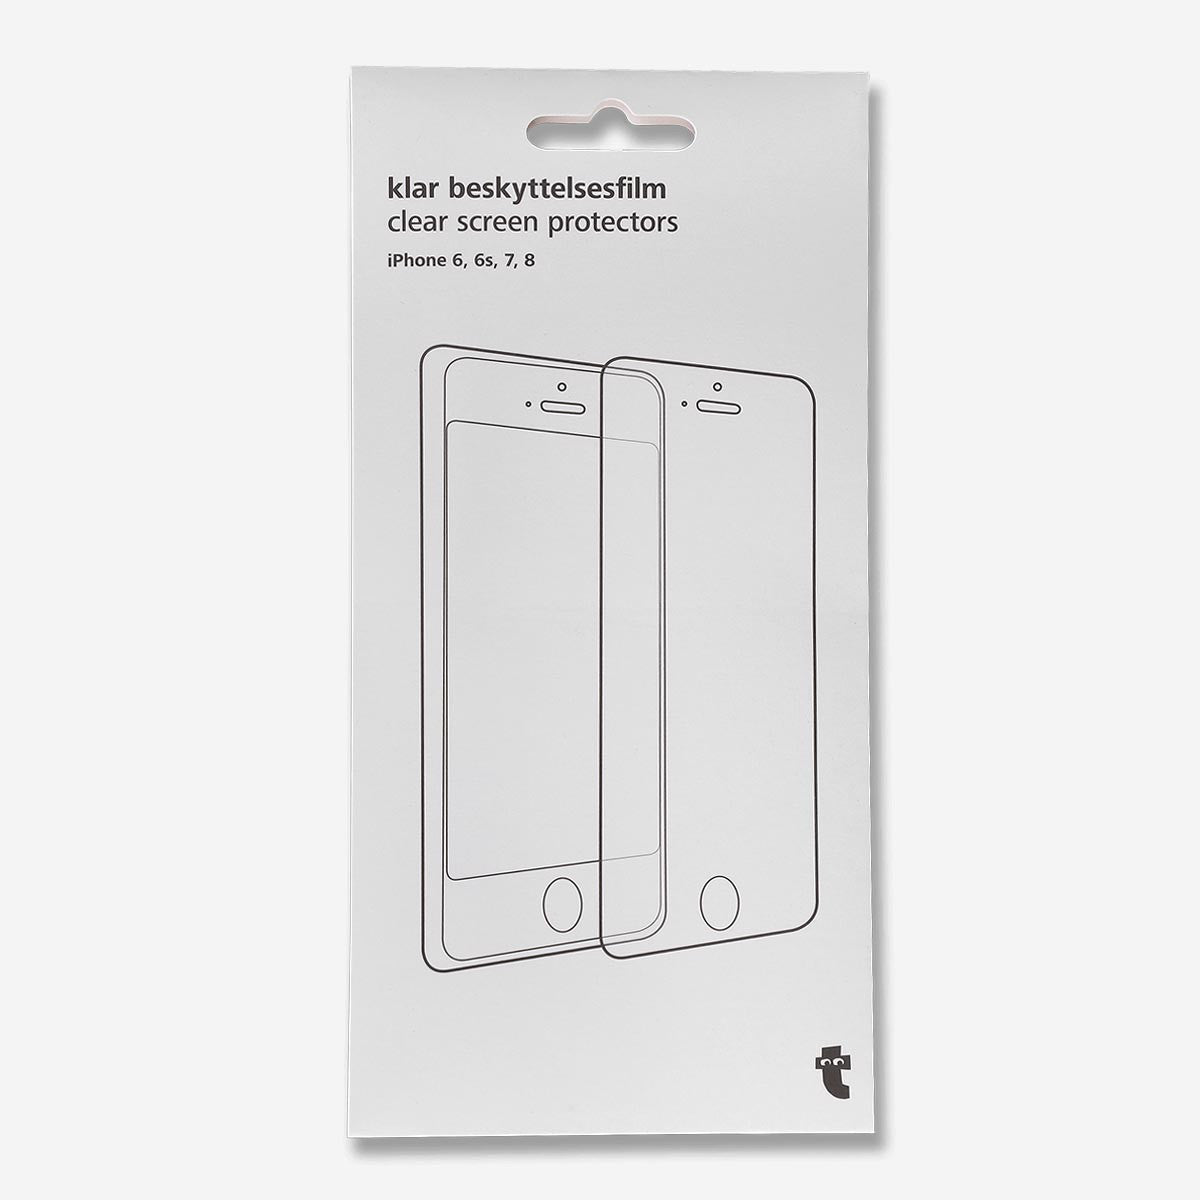 klar beskyttelsesfilm
clear screen protectors
iPhone 6, 6s, 7, 8
t